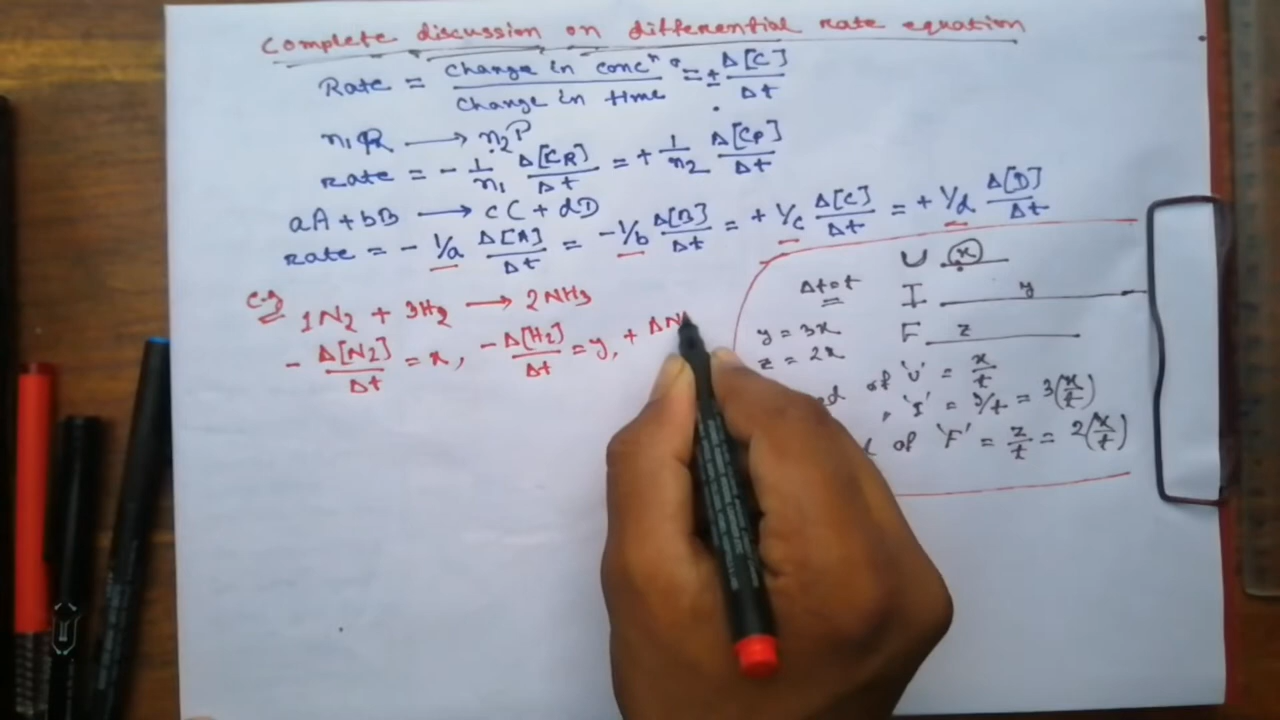 Complete discussion on differential rate equation
Rate = change in concⁿ / change in time = ± Δ[C] / Δt
n₁R ⟶ n₂P
rate = - 1/n₁ Δ[CR]/Δt = + 1/n₂ Δ[CP]/Δt
aA + bB ⟶ cC + dD
rate = - 1/a Δ[A]/Δt = - 1/b Δ[B]/Δt = + 1/c Δ[C]/Δt = + 1/d Δ[D]/Δt
e.g 1N₂ + 3H₂ ⟶ 2NH₃
- Δ[N₂]/Δt = x, - Δ[H₂]/Δt = y, + ΔN
U x
Δt=t I y
y = 3x F z
z = 2x
of 'U' = x/t
, 'I' = y/t = 3(x/t)
of 'F' = z/t = 2(x/t)